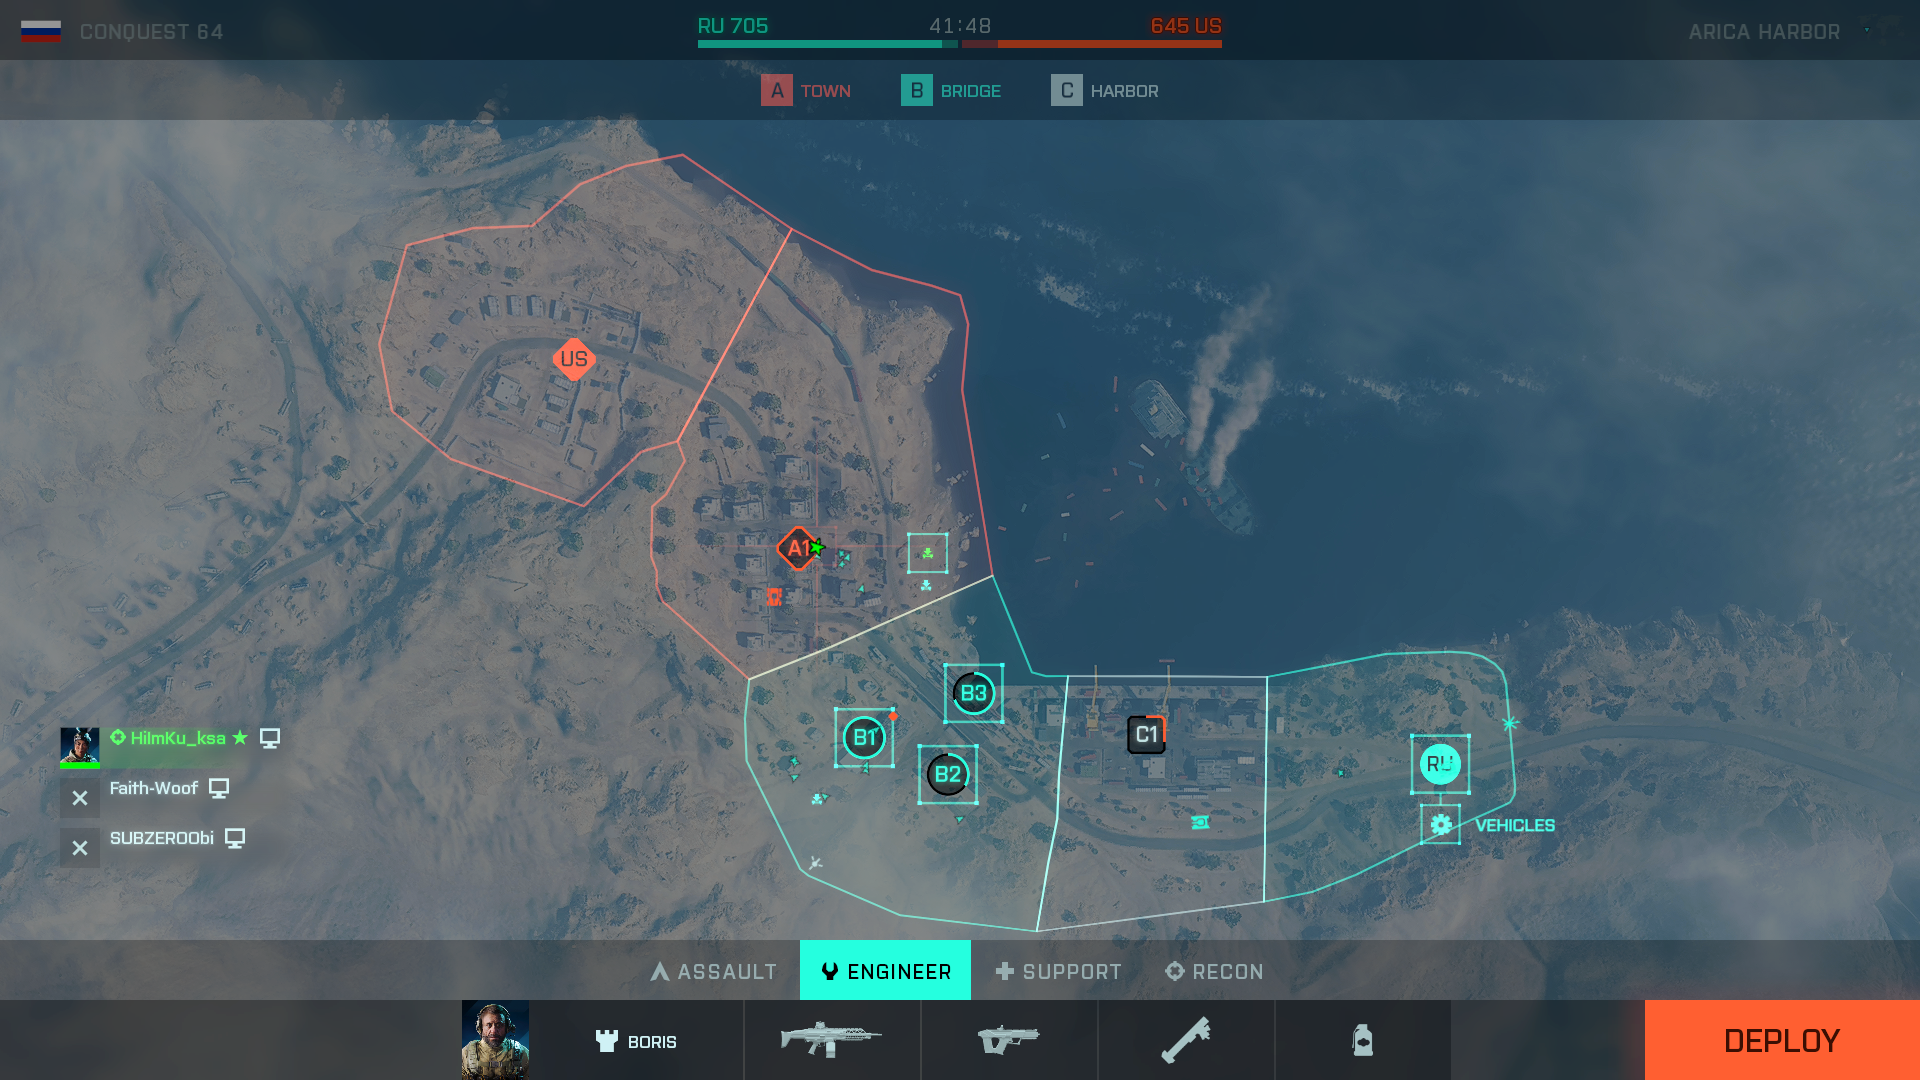 CONQUEST 64
RU 705
41:48
645 US
ARICA HARBOR
A TOWN
B BRIDGE
C HARBOR
US
A1
B3
B1
B2
C1
RU
VEHICLES
HilmKu_ksa
Faith-Woof
SUBZERO0bi
ASSAULT
ENGINEER
SUPPORT
RECON
BORIS
DEPLOY